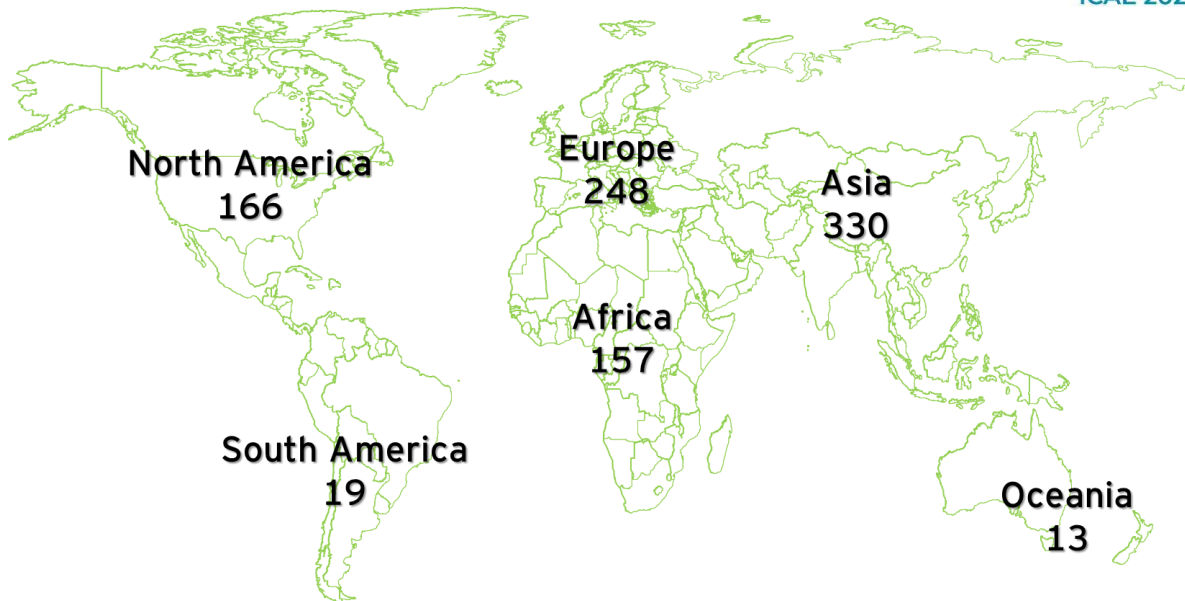 North America
166
Europe
248
Asia
330
Africa
157
South America
19
Oceania
13